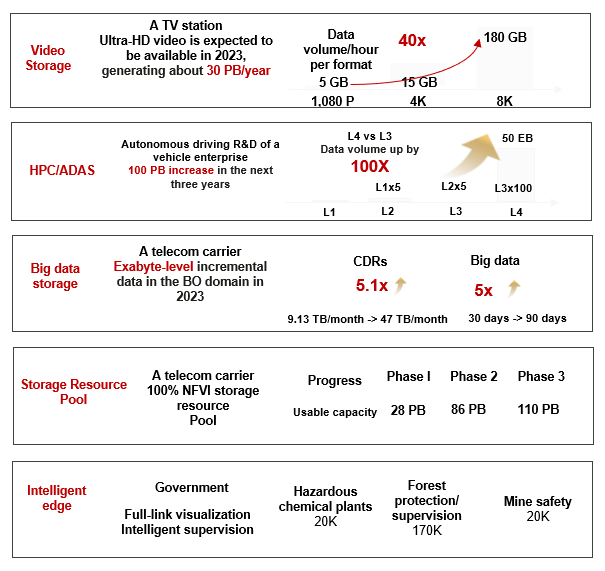 Video
Storage
A TV station
Ultra-HD video is expected to
be available in 2023,
generating about 30 PB/year
Data
volume/hour
per format
40x
180 GB
5 GB
15 GB
1,080 P
4K
8K
HPC/ADAS
Autonomous driving R&D of a
vehicle enterprise
100 PB increase in the next
three years
L4 vs L3
Data volume up by
100X
50 EB
L1x5
L2x5
L3x100
L1
L2
L3
L4
Big data
storage
A telecom carrier
Exabyte-level incremental
data in the BO domain in
2023
CDRs
5.1x
9.13 TB/month -> 47 TB/month
Big data
5x
30 days -> 90 days
Storage Resource
Pool
A telecom carrier
100% NFVI storage
resource
Pool
Progress
Phase I
Phase 2
Phase 3
Usable capacity
28 PB
86 PB
110 PB
Intelligent
edge
Government
Full-link visualization
Intelligent supervision
Hazardous
chemical plants
20K
Forest
protection/
supervision
170K
Mine safety
20K